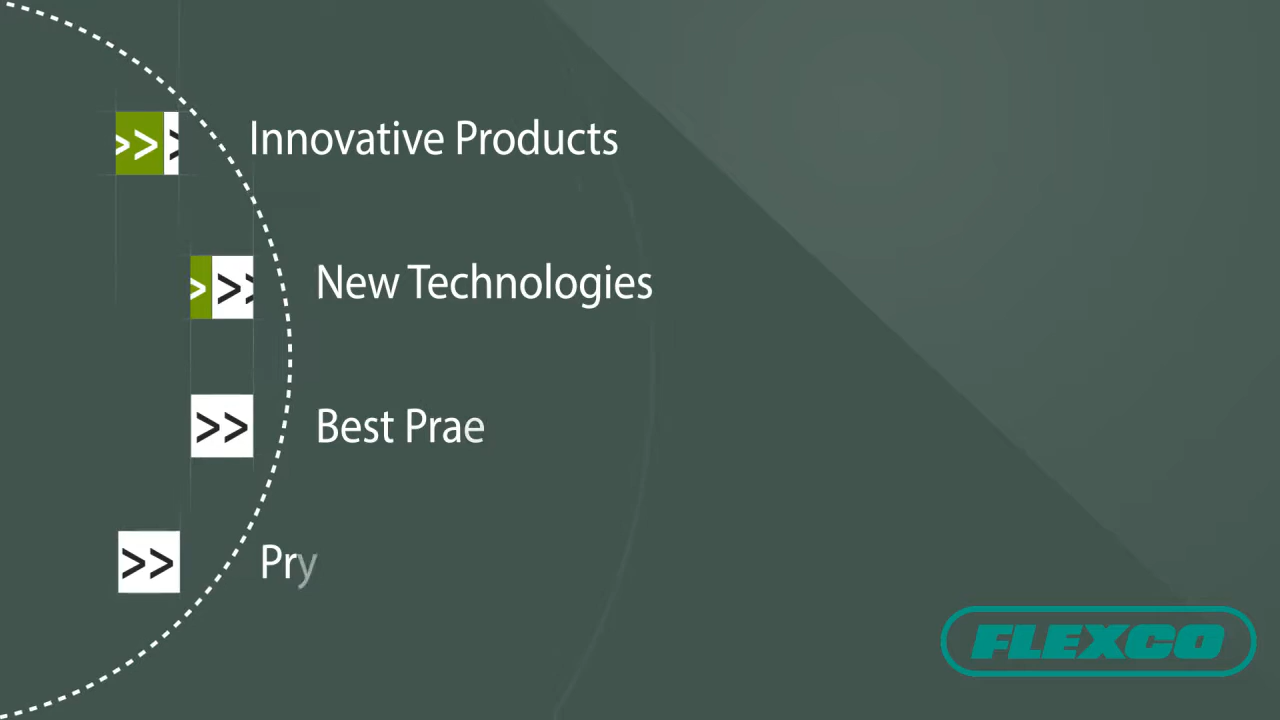 >> Innovative Products
>> New Technologies
>> Best Prae
>> Pry
FLEXCO